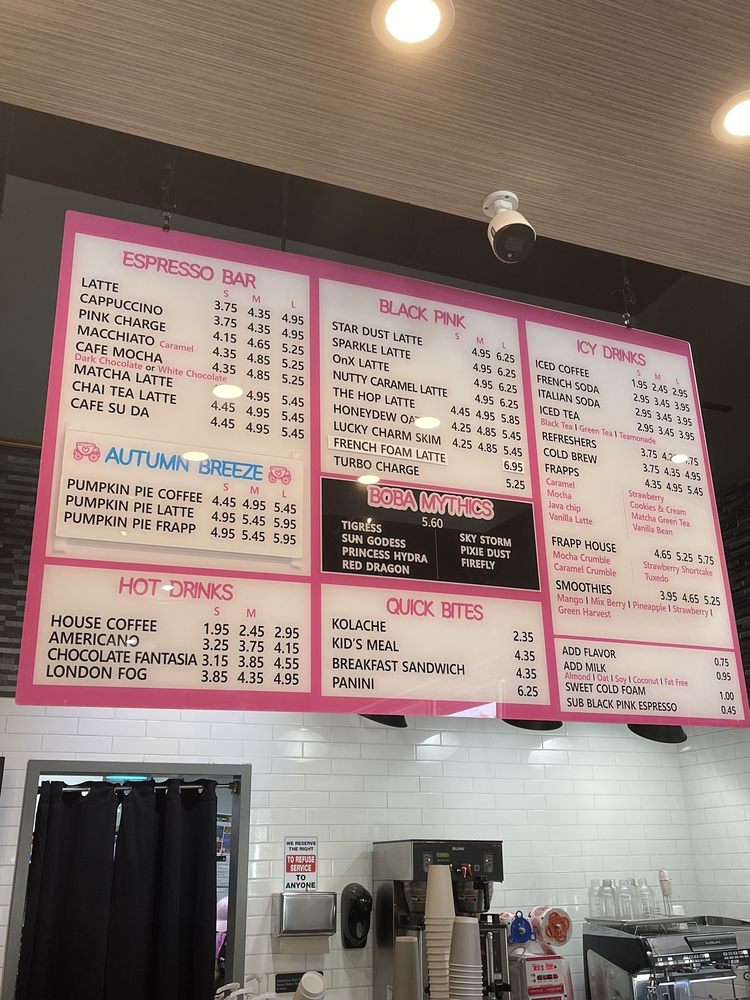 ESPRESSO BAR
S M L
LATTE 3.75 4.35 4.95
CAPPUCCINO 3.75 4.35 4.95
PINK CHARGE 4.15 4.65 5.25
MACCHIATO Caramel 4.35 4.85 5.25
CAFE MOCHA 4.35 4.85 5.25
Dark Chocolate or White Chocolate
MATCHA LATTE 4.95 5.45
CHAI TEA LATTE 4.45 4.95 5.45
CAFE SU DA 4.45 4.95 5.45
AUTUMN BREEZE
S M L
PUMPKIN PIE COFFEE 4.45 4.95 5.45
PUMPKIN PIE LATTE 4.95 5.45 5.95
PUMPKIN PIE FRAPP 4.95 5.45 5.95
HOT DRINKS
S M
HOUSE COFFEE 1.95 2.45 2.95
AMERICANO 3.25 3.75 4.15
CHOCOLATE FANTASIA 3.15 3.85 4.55
LONDON FOG 3.85 4.35 4.95
BLACK PINK
S M L
STAR DUST LATTE 4.95 6.25
SPARKLE LATTE 4.95 6.25
OnX LATTE 4.95 6.25
NUTTY CARAMEL LATTE 4.95 6.25
THE HOP LATTE 4.45 4.95 5.85
HONEYDEW 4.25 4.85 5.45
LUCKY CHARM SKIM 4.25 4.85 5.45
FRENCH FOAM LATTE 6.95
TURBO CHARGE 5.25
BOBA MYTHICS
5.60
TIGRESS SKY STORM
SUN GODESS PIXIE DUST
PRINCESS HYDRA FIREFLY
RED DRAGON
QUICK BITES
KOLACHE 2.35
KID'S MEAL 4.35
BREAKFAST SANDWICH 4.35
PANINI 6.25
ICY DRINKS
S M L
ICED COFFEE 1.95 2.45 2.95
FRENCH SODA 2.95 3.45 3.95
ITALIAN SODA 2.95 3.45 3.95
ICED TEA 2.95 3.45 3.95
Black Tea | Green Tea | Teamonade
REFRESHERS 3.75 4.95
COLD BREW 3.75 4.35 4.95
FRAPPS 4.35 4.95 5.45
Caramel Strawberry
Mocha Cookies & Cream
Java chip Matcha Green Tea
Vanilla Latte Vanilla Bean
FRAPP HOUSE 4.65 5.25 5.75
Mocha Crumble Strawberry Shortcake
Caramel Crumble Tuxedo
SMOOTHIES 3.95 4.65 5.25
Mango | Mix Berry | Pineapple | Strawberry |
Green Harvest
ADD FLAVOR 0.75
ADD MILK 0.95
Almond | Oat | Soy | Coconut | Fat Free
SWEET COLD FOAM 1.00
SUB BLACK PINK ESPRESSO 0.45
WE RESERVE
THE RIGHT
TO REFUSE
SERVICE
TO
ANYONE
BUNN